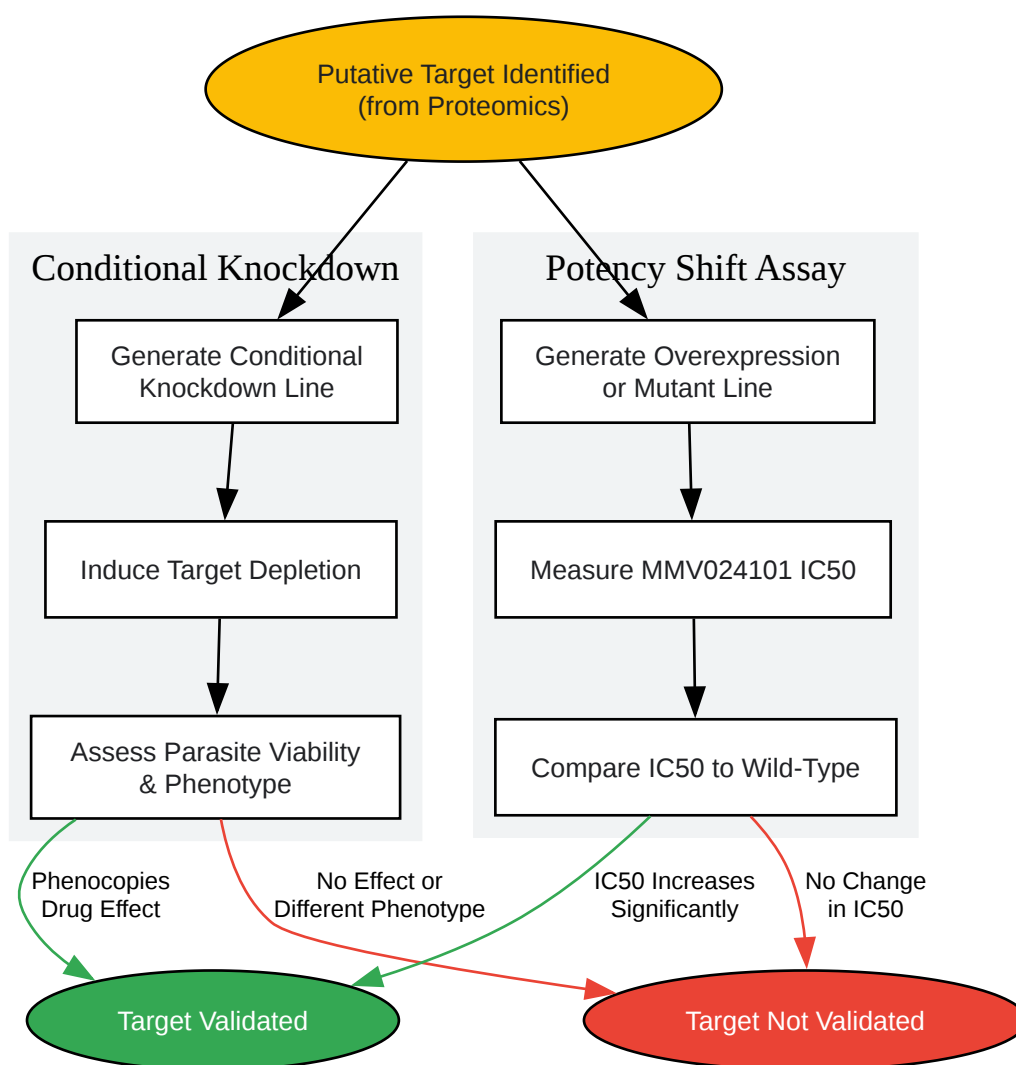 Putative Target Identified
(from Proteomics)
Conditional Knockdown
Potency Shift Assay
Generate Conditional
Knockdown Line
Generate Overexpression
or Mutant Line
Induce Target Depletion
Measure MMV024101 IC50
Assess Parasite Viability
& Phenotype
Compare IC50 to Wild-Type
Phenocopies
Drug Effect
No Effect or
Different Phenotype
IC50 Increases
Significantly
No Change
in IC50
Target Validated
Target Not Validated